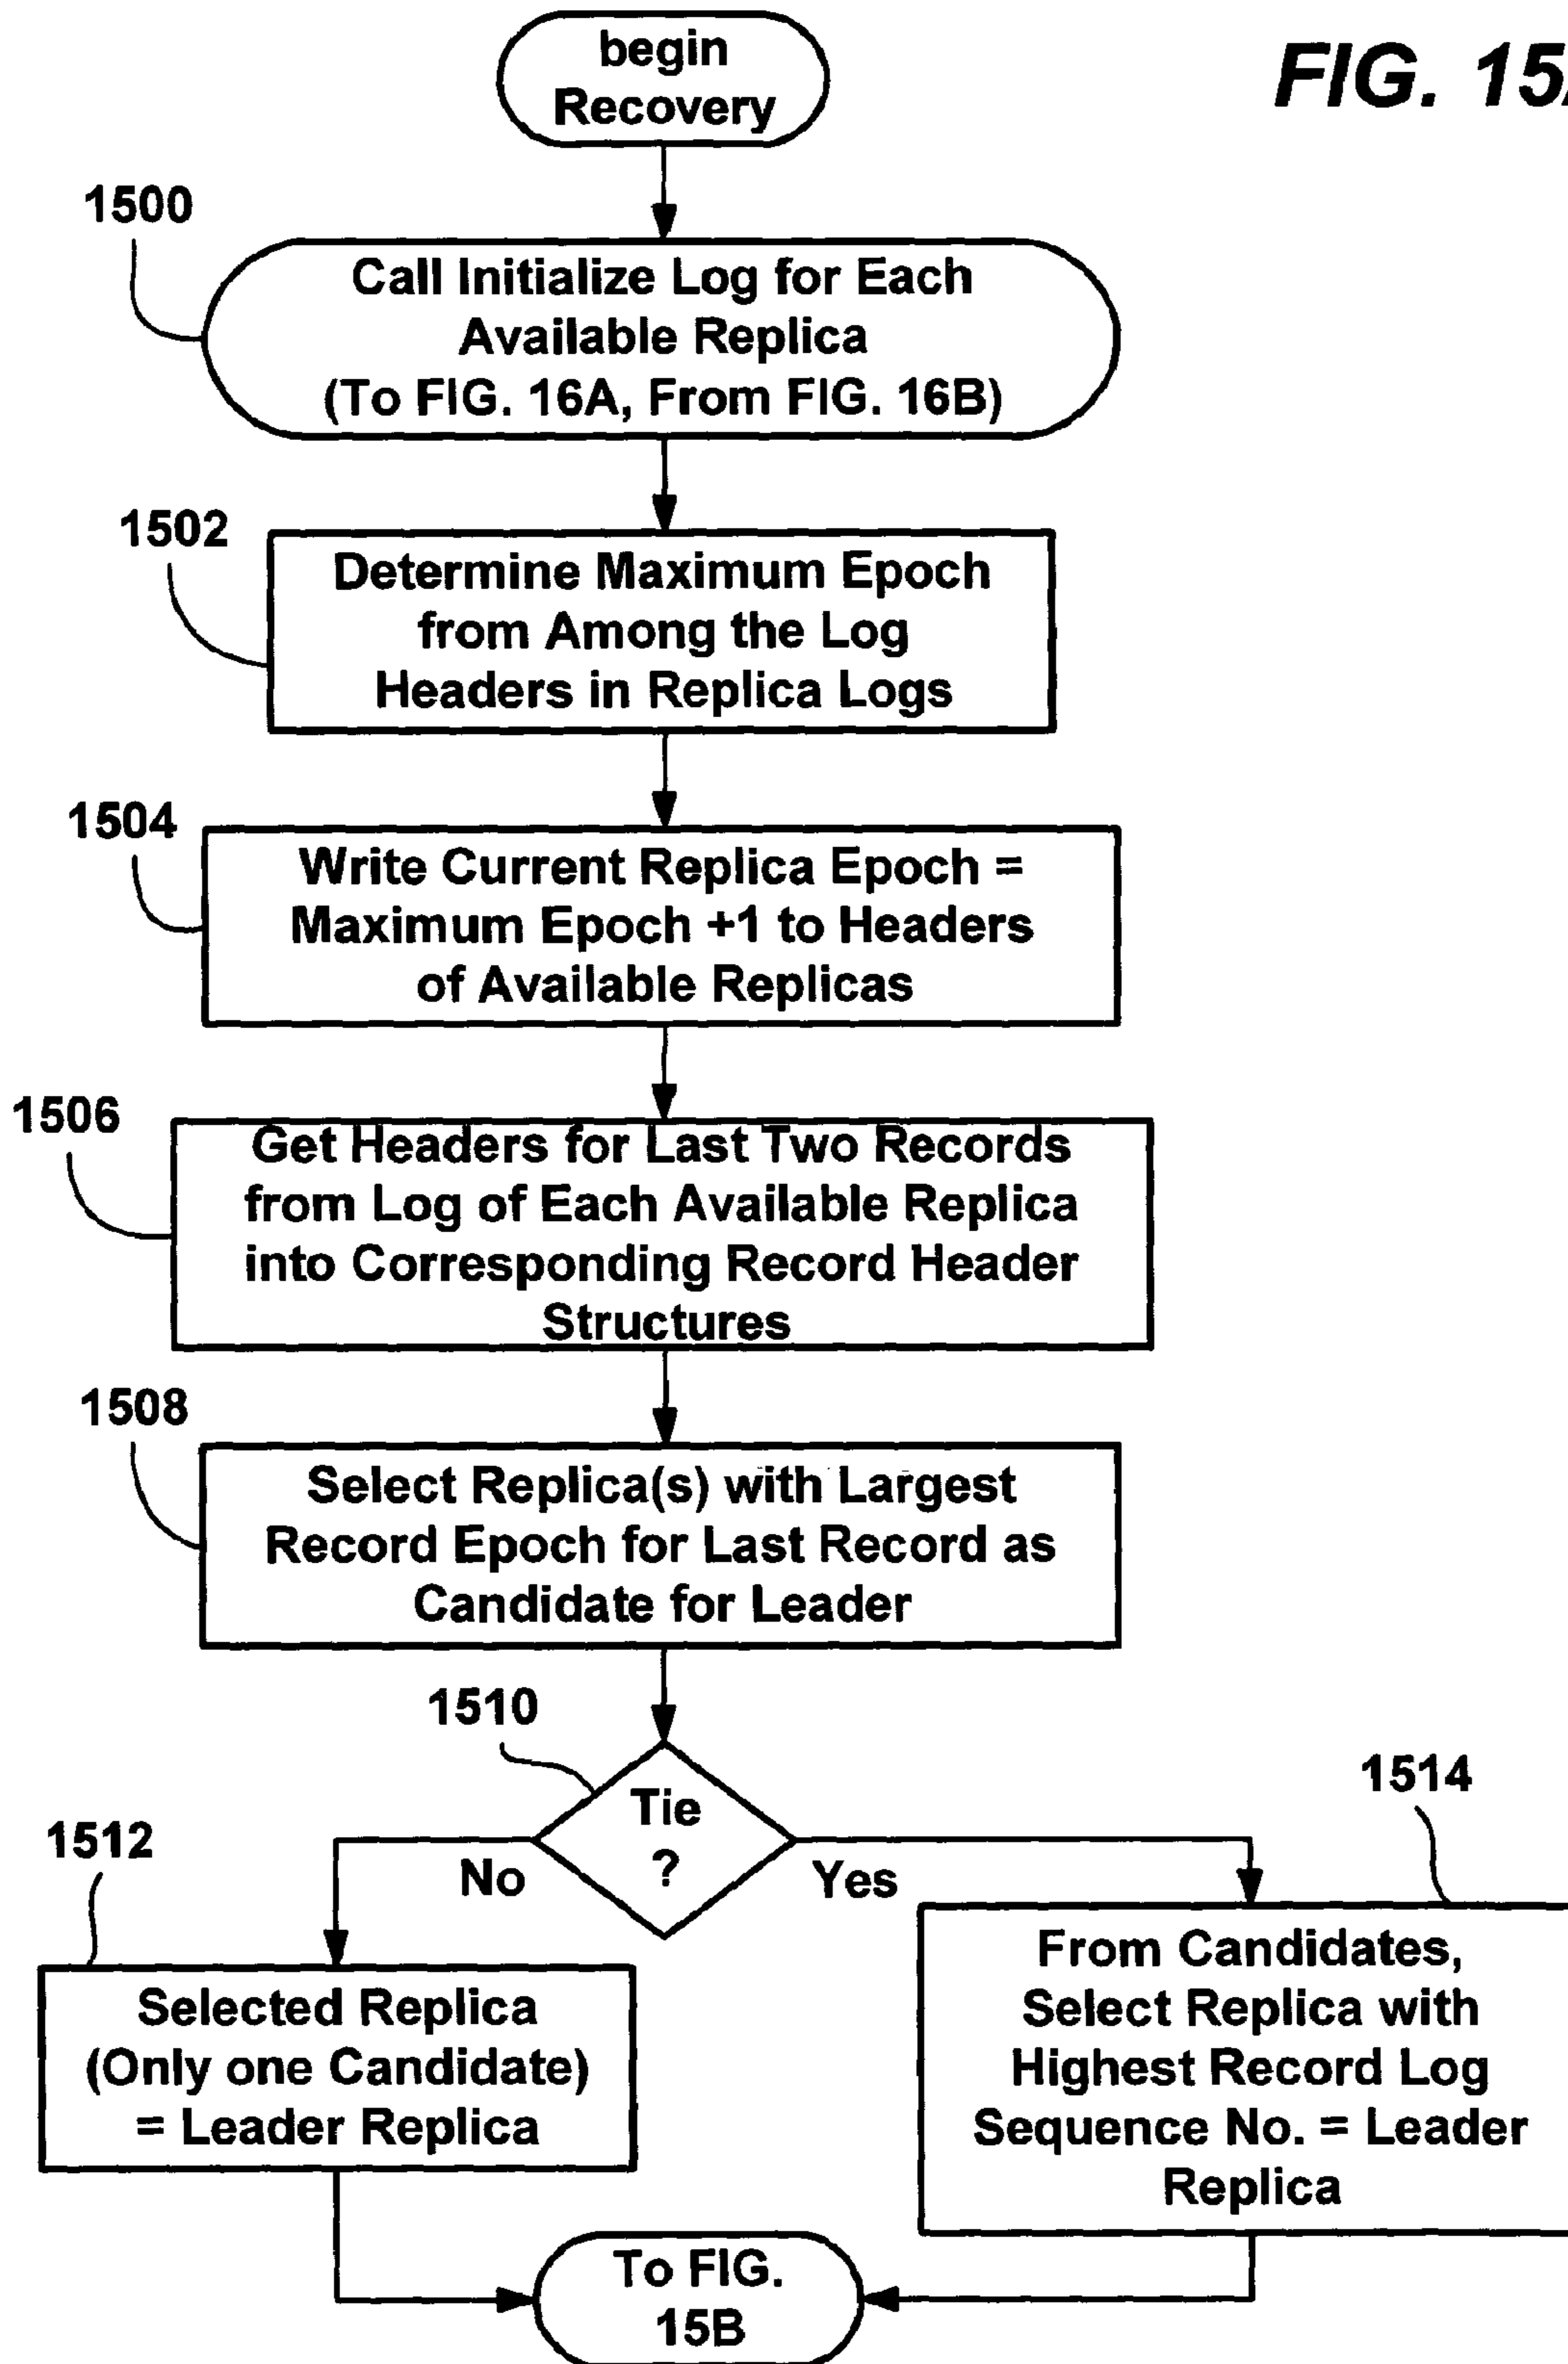 begin
Recovery
FIG. 15A
1500
Call Initialize Log for Each
Available Replica
(To FIG. 16A, From FIG. 16B)
1502
Determine Maximum Epoch
from Among the Log
Headers in Replica Logs
1504
Write Current Replica Epoch =
Maximum Epoch +1 to Headers
of Available Replicas
1506
Get Headers for Last Two Records
from Log of Each Available Replica
into Corresponding Record Header
Structures
1508
Select Replica(s) with Largest
Record Epoch for Last Record as
Candidate for Leader
1510
Tie
?
No
Yes
1512
Selected Replica
(Only one Candidate)
= Leader Replica
1514
From Candidates,
Select Replica with
Highest Record Log
Sequence No. = Leader
Replica
To FIG.
15B